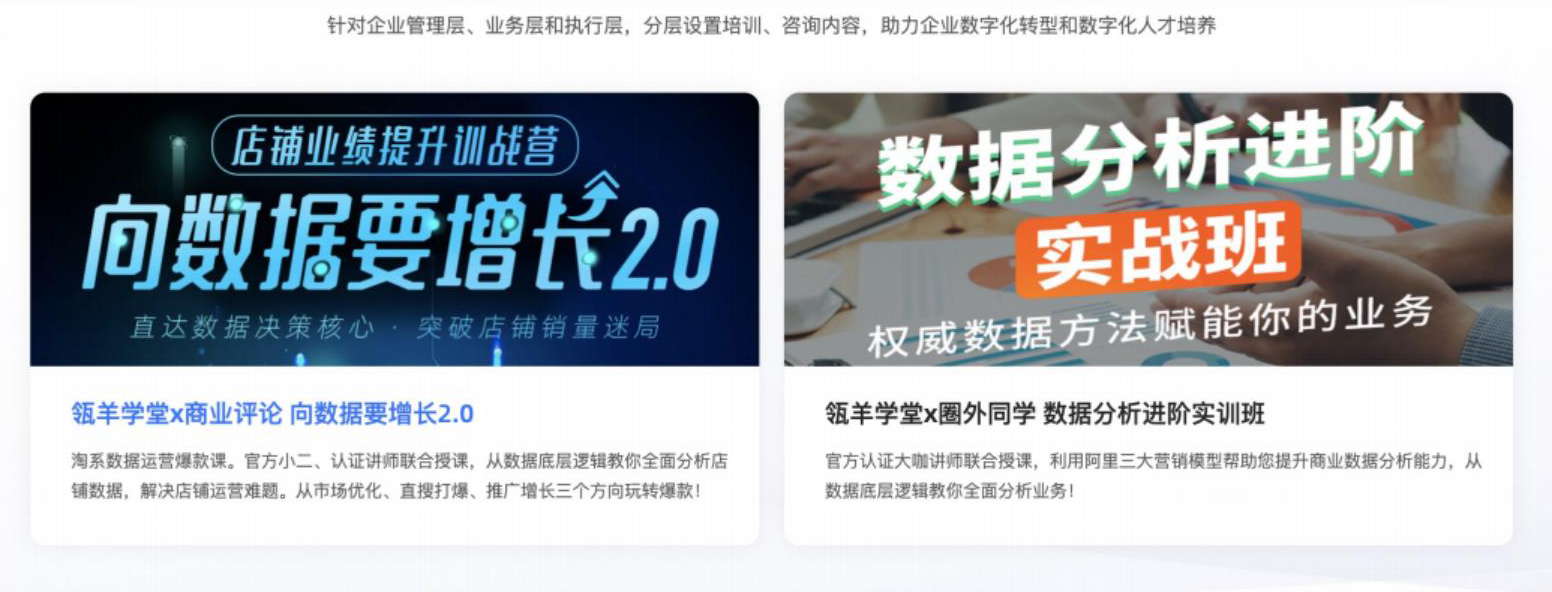 针对企业管理层、业务层和执行层，分层设置培训、咨询内容，助力企业数字化转型和数字化人才培养
店铺业绩提升训战营
向数据要增长2.0
直达数据决策核心 · 突破店铺销量迷局
瓴羊学堂x商业评论 向数据要增长2.0
淘系数据运营爆款课。官方小二、认证讲师联合授课，从数据底层逻辑教你全面分析店
铺数据，解决店铺运营难题。从市场优化、直搜打爆、推广增长三个方向玩转爆款！
数据分析进阶
实战班
权威数据方法赋能你的业务
瓴羊学堂x圈外同学 数据分析进阶实训班
官方认证大咖讲师联合授课，利用阿里三大营销模型帮助您提升商业数据分析能力，从
数据底层逻辑教你全面分析业务！